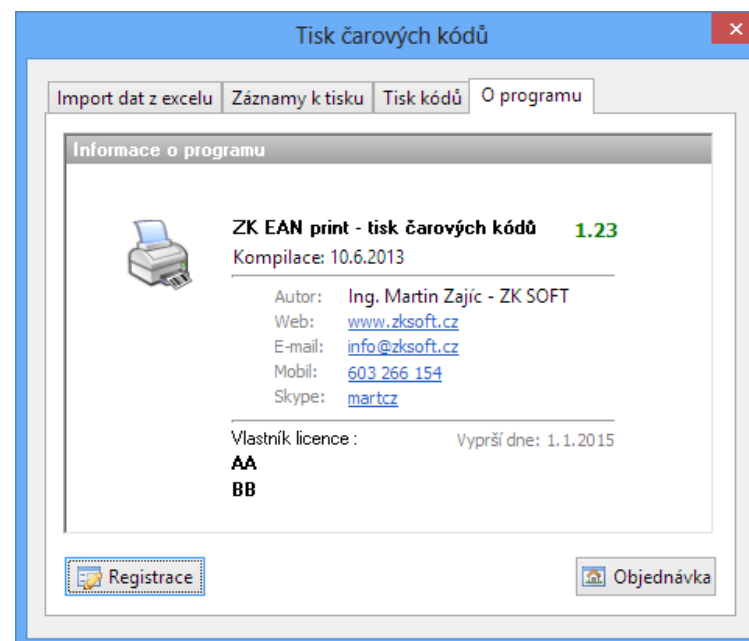 Tisk čarových kódů
Import dat z excelu Záznamy k tisku Tisk kódů O programu
Informace o programu
ZK EAN print - tisk čarových kódů 1.23
Kompilace: 10.6.2013
Autor: Ing. Martin Zajíc - ZK SOFT
Web: www.zksoft.cz
E-mail: info@zksoft.cz
Mobil: 603 266 154
Skype: martcz
Vlastník licence : Vyprší dne: 1.1.2015
AA
BB
Registrace Objednávka